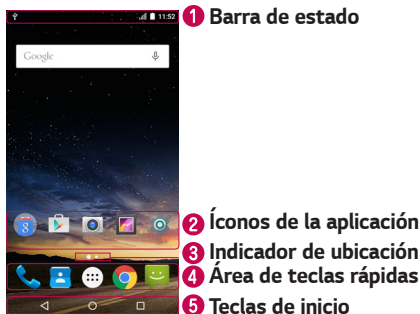 11:52
1 Barra de estado
Google
8
2 Íconos de la aplicación
3 Indicador de ubicación
4 Área de teclas rápidas
5 Teclas de inicio